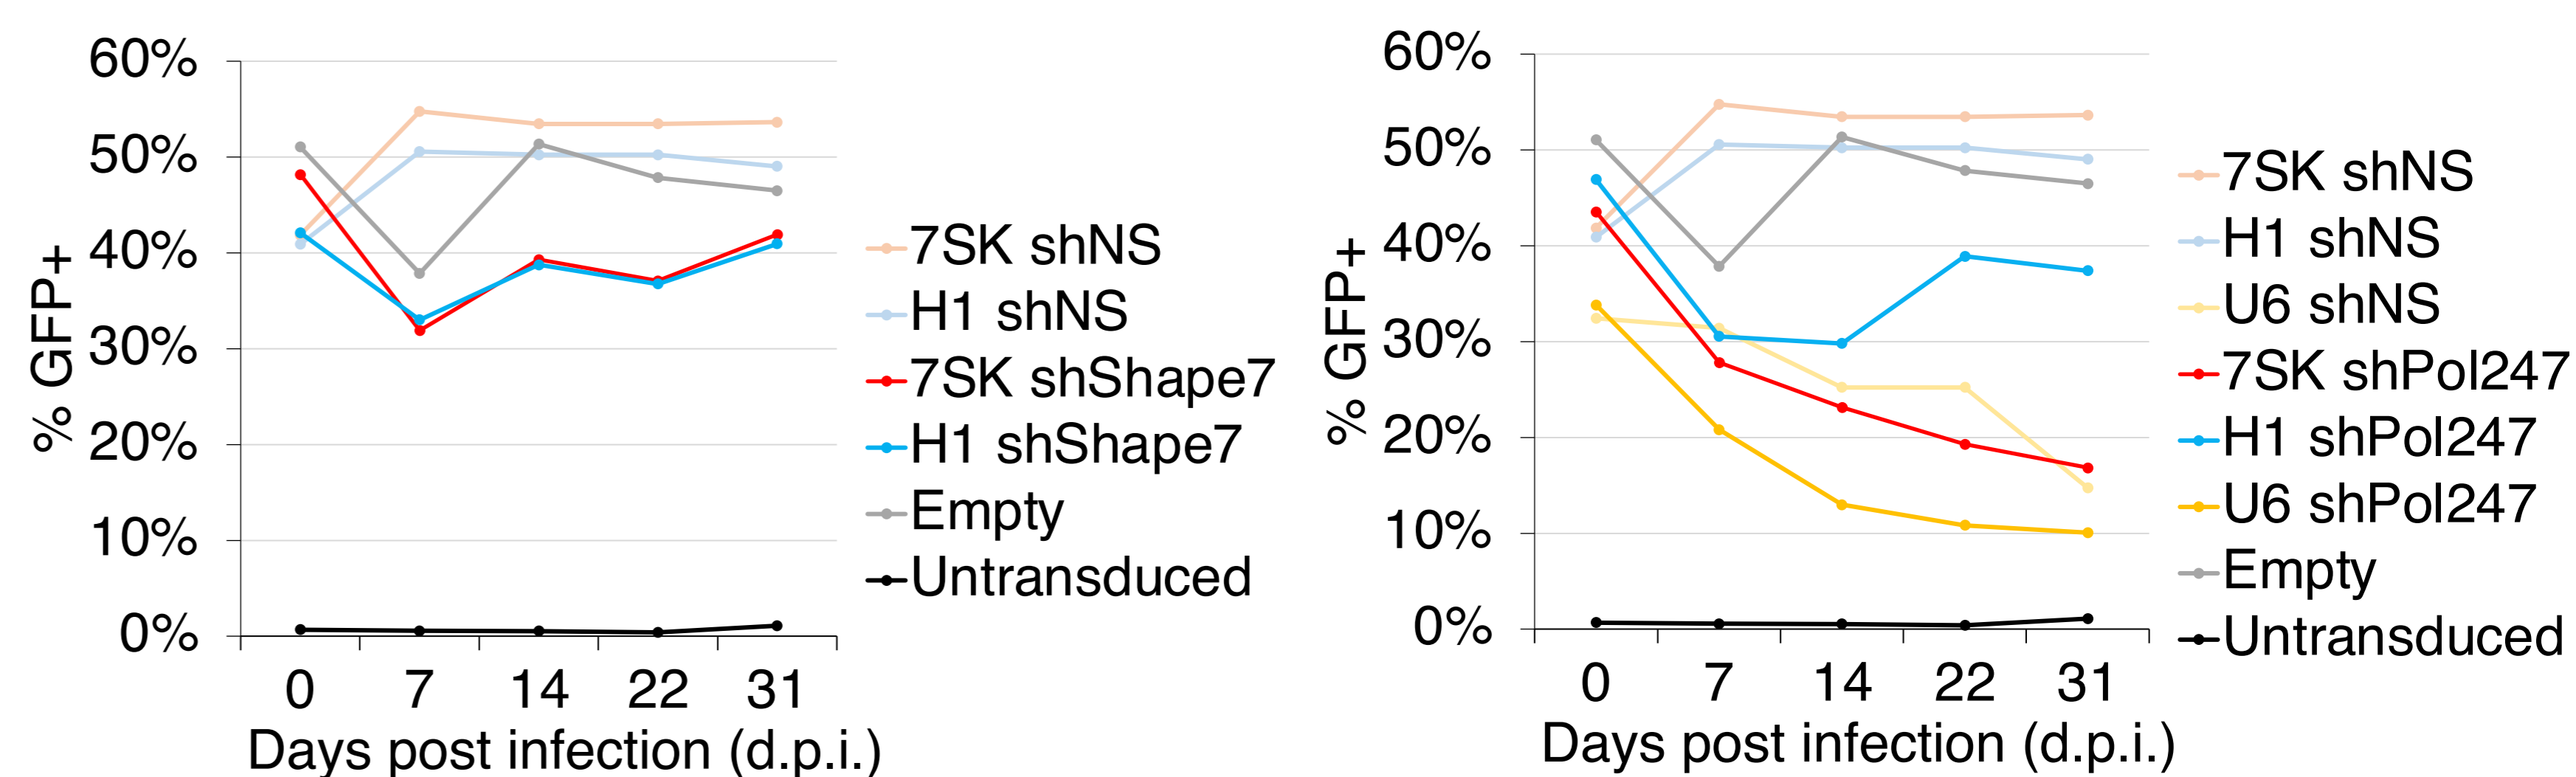 60%
50%
40%
30%
20%
10%
0%
% GFP+
0 7 14 22 31
Days post infection (d.p.i.)
7SK shNS
H1 shNS
7SK shShape7
H1 shShape7
Empty
Untransduced
60%
50%
40%
30%
20%
10%
0%
% GFP+
0 7 14 22 31
Days post infection (d.p.i.)
7SK shNS
H1 shNS
U6 shNS
7SK shPol247
H1 shPol247
U6 shPol247
Empty
Untransduced